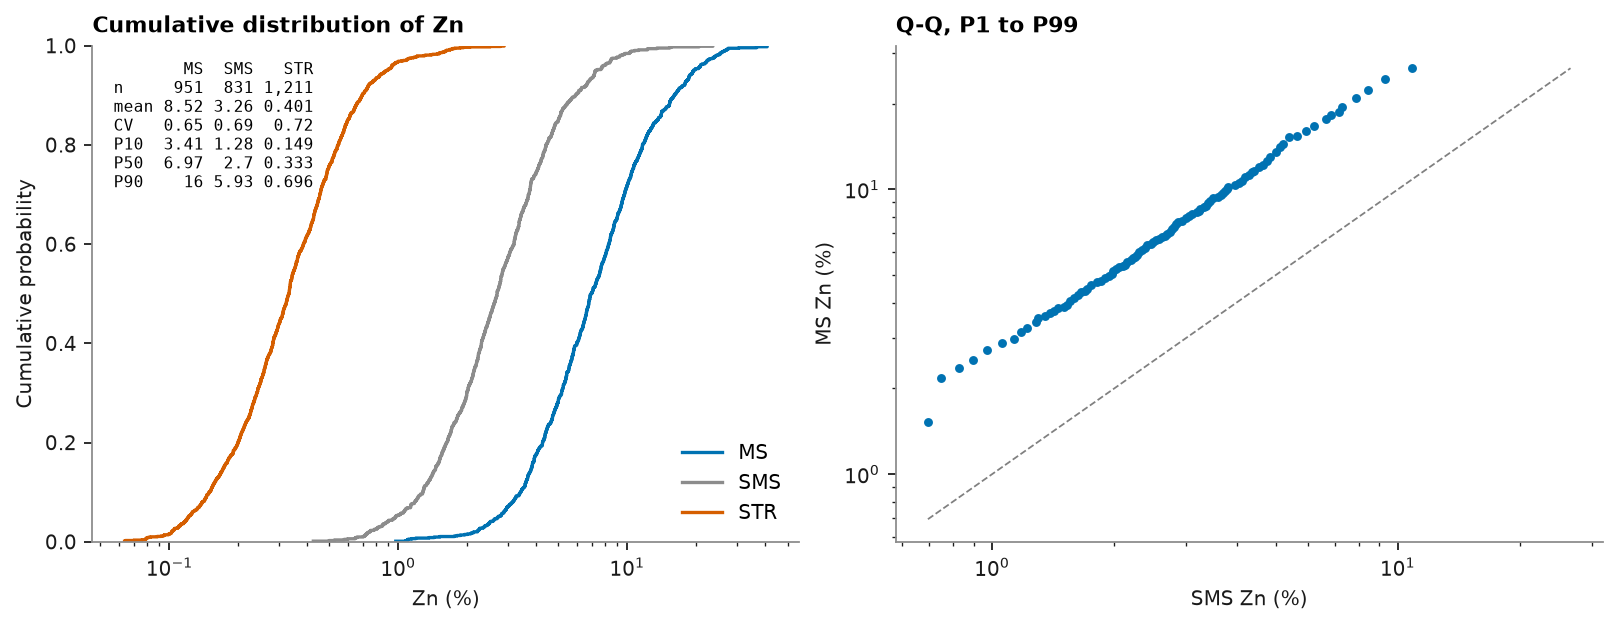 Cumulative distribution of Zn
1.0
0.8
0.6
0.4
0.2
0.0
Cumulative probability
MS SMS STR
n 951 831 1,211
mean 8.52 3.26 0.401
CV 0.65 0.69 0.72
P10 3.41 1.28 0.149
P50 6.97 2.7 0.333
P90 16 5.93 0.696
MS
SMS
STR
10⁻¹ 10⁰ 10¹
Zn (%)
Q-Q, P1 to P99
10¹
10⁰
MS Zn (%)
10⁰ 10¹
SMS Zn (%)